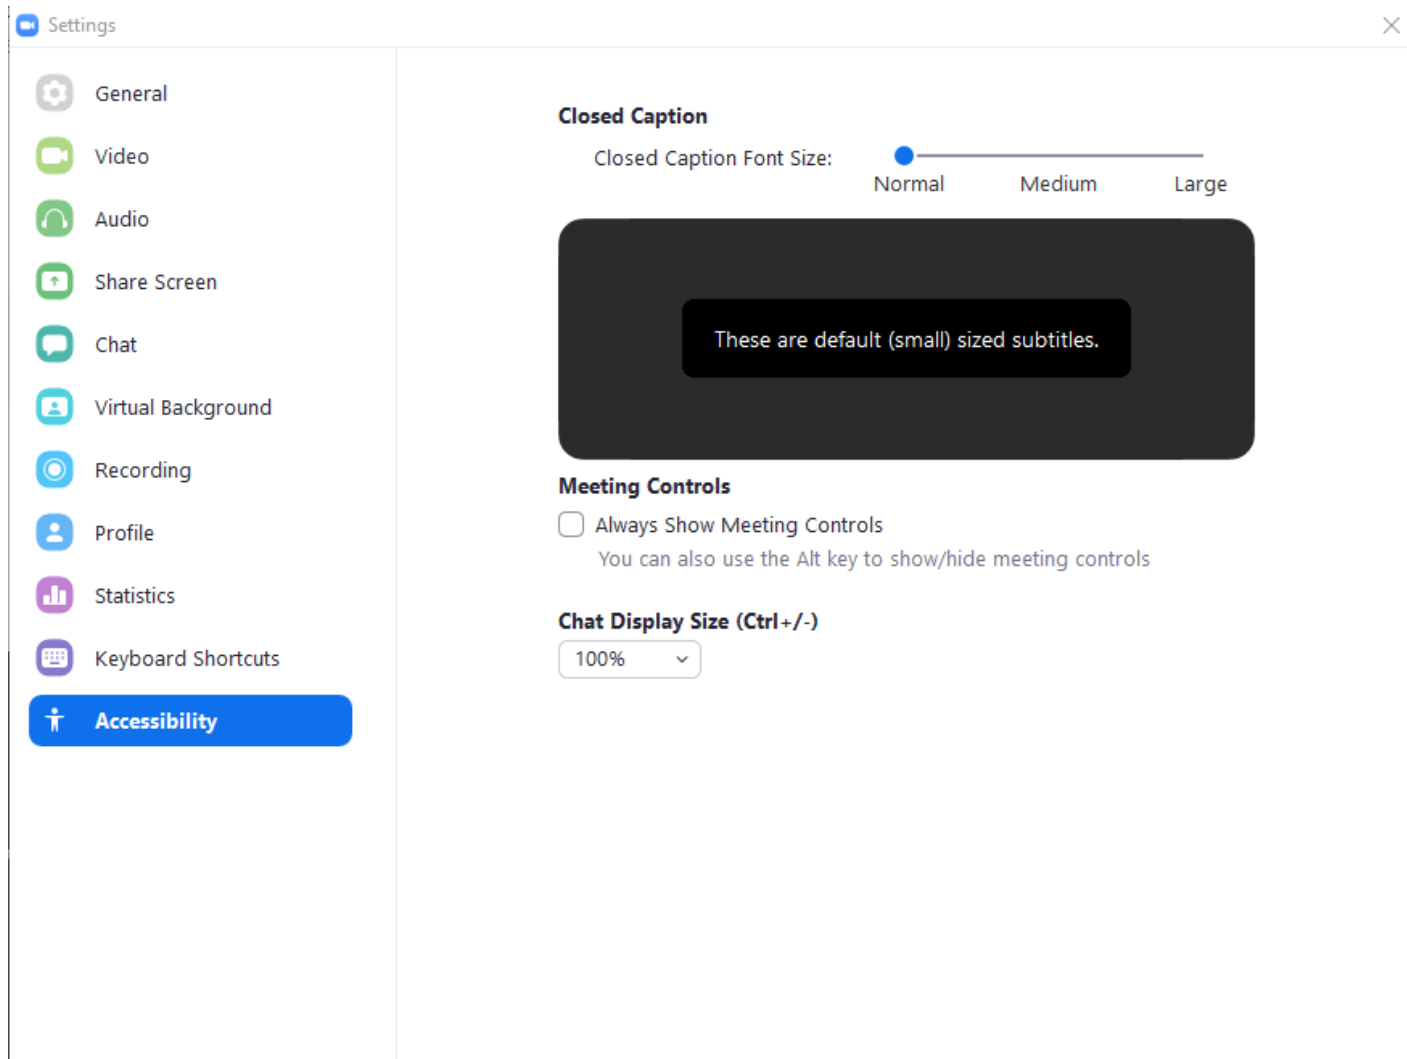 Settings
General
Video
Audio
Share Screen
Chat
Virtual Background
Recording
Profile
Statistics
Keyboard Shortcuts
Accessibility
Closed Caption
Closed Caption Font Size:
Normal Medium Large
These are default (small) sized subtitles.
Meeting Controls
Always Show Meeting Controls
You can also use the Alt key to show/hide meeting controls
Chat Display Size (Ctrl+/-)
100%